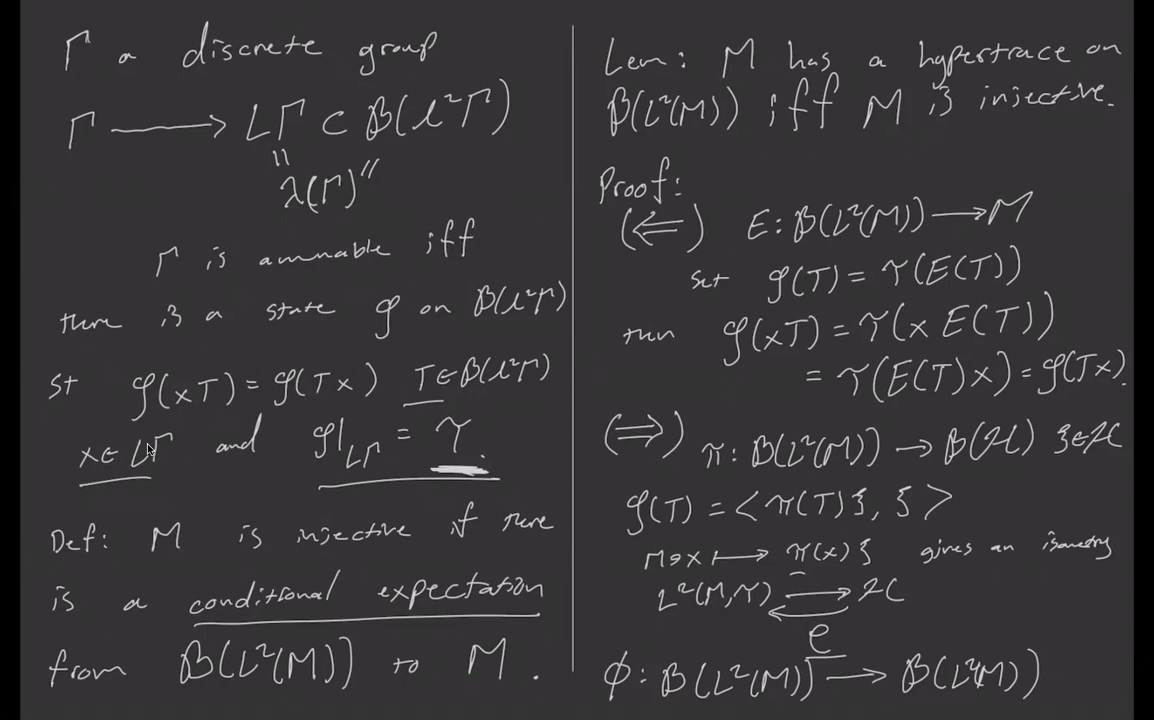 Γ a discrete group
Γ ⟶ LΓ ⊂ B(ℓ²Γ)
||
λ(Γ)″
Γ is amenable iff
there is a state φ on B(ℓ²Γ)
st φ(xT) = φ(Tx) T∈B(ℓ²Γ)
x∈LΓ and φ|_LΓ = τ.
Def: M is injective if there
is a conditional expectation
from B(L²(M)) to M.
Lem: M has a hypertrace on
B(L²(M)) iff M is injective.
Proof:
(⇐) E: B(L²(M)) ⟶ M
Set φ(T) = τ(E(T))
then φ(xT) = τ(x E(T))
= τ(E(T)x) = φ(Tx).
(⇒) π: B(L²(M)) → B(H) ξ∈H
φ(T) = <π(T)ξ, ξ>
M∋x ⟼ π(x)ξ gives an isometry
L²(M,τ) ⟶ H
e
ϕ: B(L²(M)) ⟶ B(L²(M))